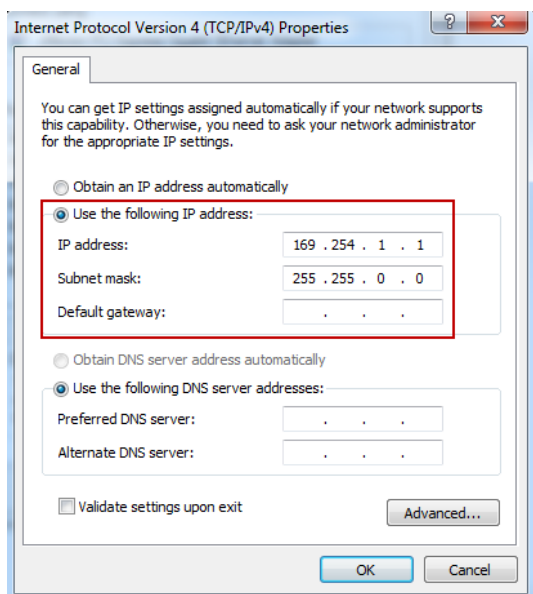 Internet Protocol Version 4 (TCP/IPv4) Properties
General
You can get IP settings assigned automatically if your network supports
this capability. Otherwise, you need to ask your network administrator
for the appropriate IP settings.
Obtain an IP address automatically
Use the following IP address:
IP address: 169 . 254 . 1 . 1
Subnet mask: 255 . 255 . 0 . 0
Default gateway: . . .
Obtain DNS server address automatically
Use the following DNS server addresses:
Preferred DNS server: . . .
Alternate DNS server: . . .
Validate settings upon exit
Advanced...
OK Cancel